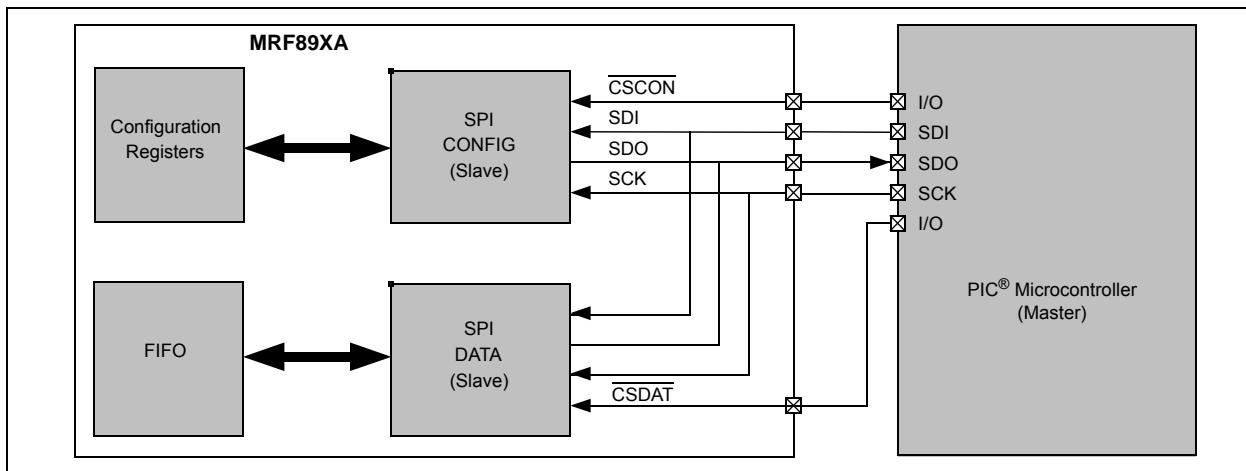 MRF89XA
Configuration
Registers
SPI
CONFIG
(Slave)
CSCON
SDI
SDO
SCK
I/O
SDI
SDO
SCK
I/O
FIFO
SPI
DATA
(Slave)
CSDAT
PIC® Microcontroller
(Master)